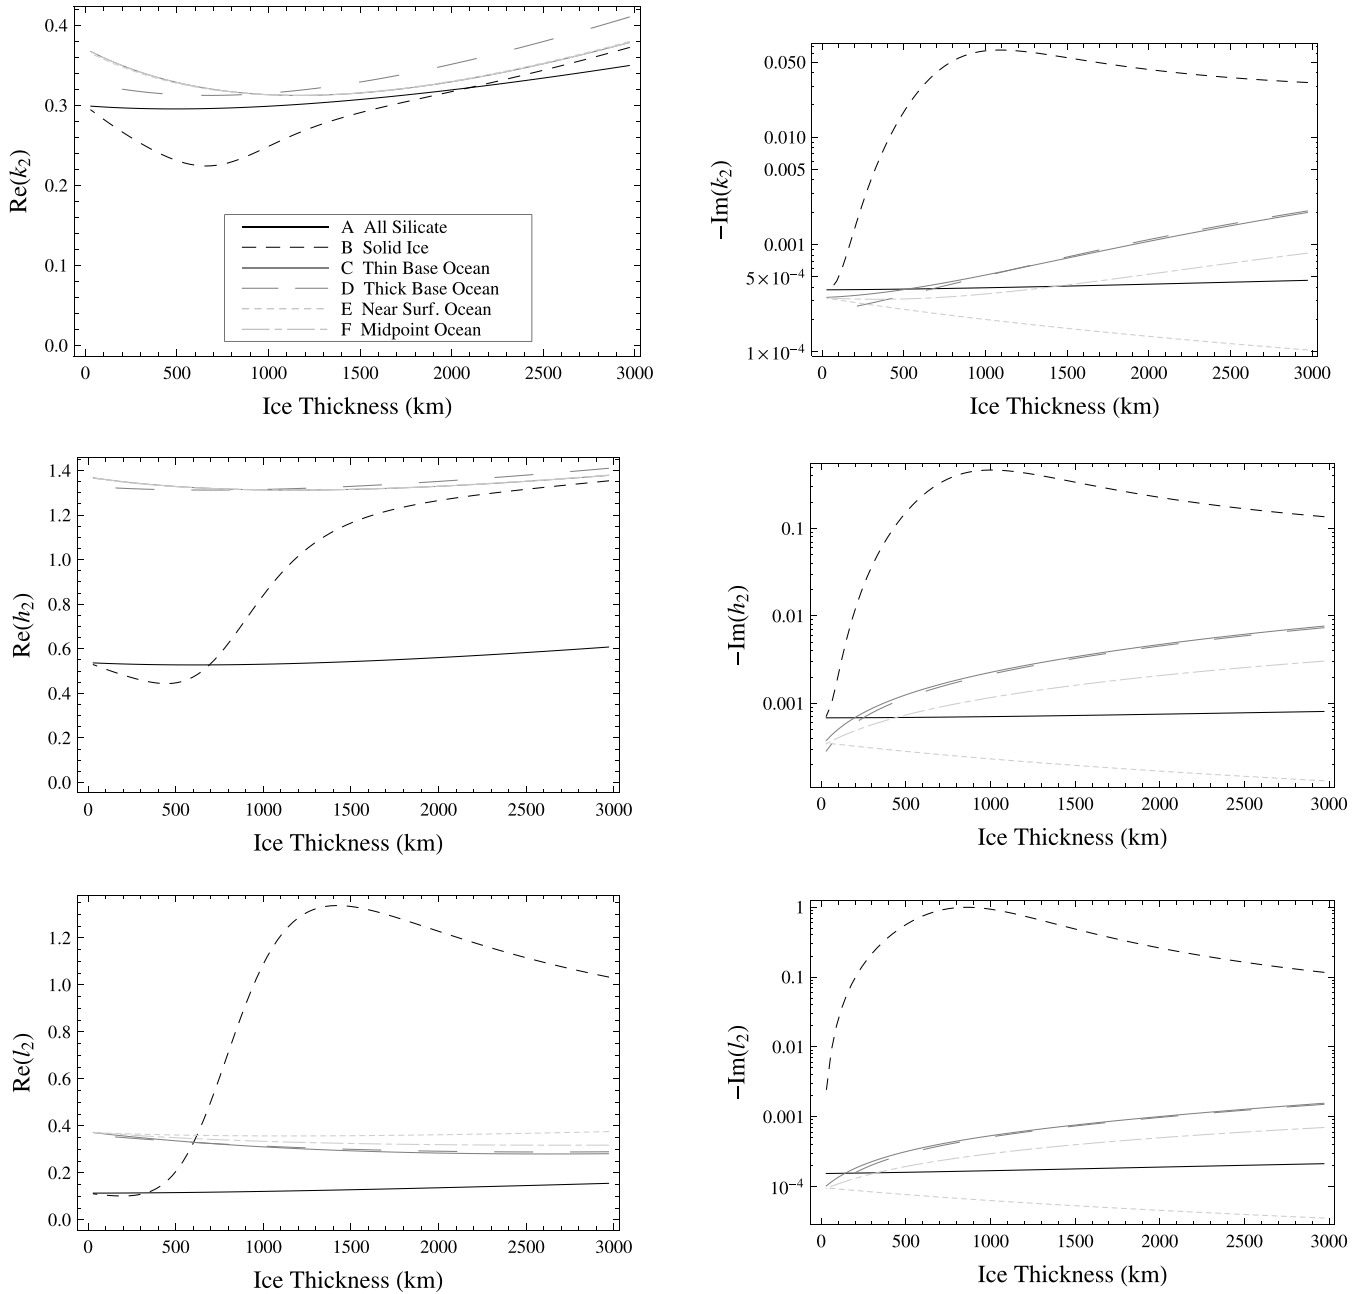 Re(k₂)
0.4
0.3
0.2
0.1
0.0
A All Silicate
B Solid Ice
C Thin Base Ocean
D Thick Base Ocean
E Near Surf. Ocean
F Midpoint Ocean
0 500 1000 1500 2000 2500 3000
Ice Thickness (km)
−Im(k₂)
0.050
0.010
0.005
0.001
5×10⁻⁴
1×10⁻⁴
0 500 1000 1500 2000 2500 3000
Ice Thickness (km)
Re(h₂)
1.4
1.2
1.0
0.8
0.6
0.4
0.2
0.0
0 500 1000 1500 2000 2500 3000
Ice Thickness (km)
−Im(h₂)
0.1
0.01
0.001
0 500 1000 1500 2000 2500 3000
Ice Thickness (km)
Re(l₂)
1.2
1.0
0.8
0.6
0.4
0.2
0.0
0 500 1000 1500 2000 2500 3000
Ice Thickness (km)
−Im(l₂)
1
0.1
0.01
0.001
10⁻⁴
0 500 1000 1500 2000 2500 3000
Ice Thickness (km)